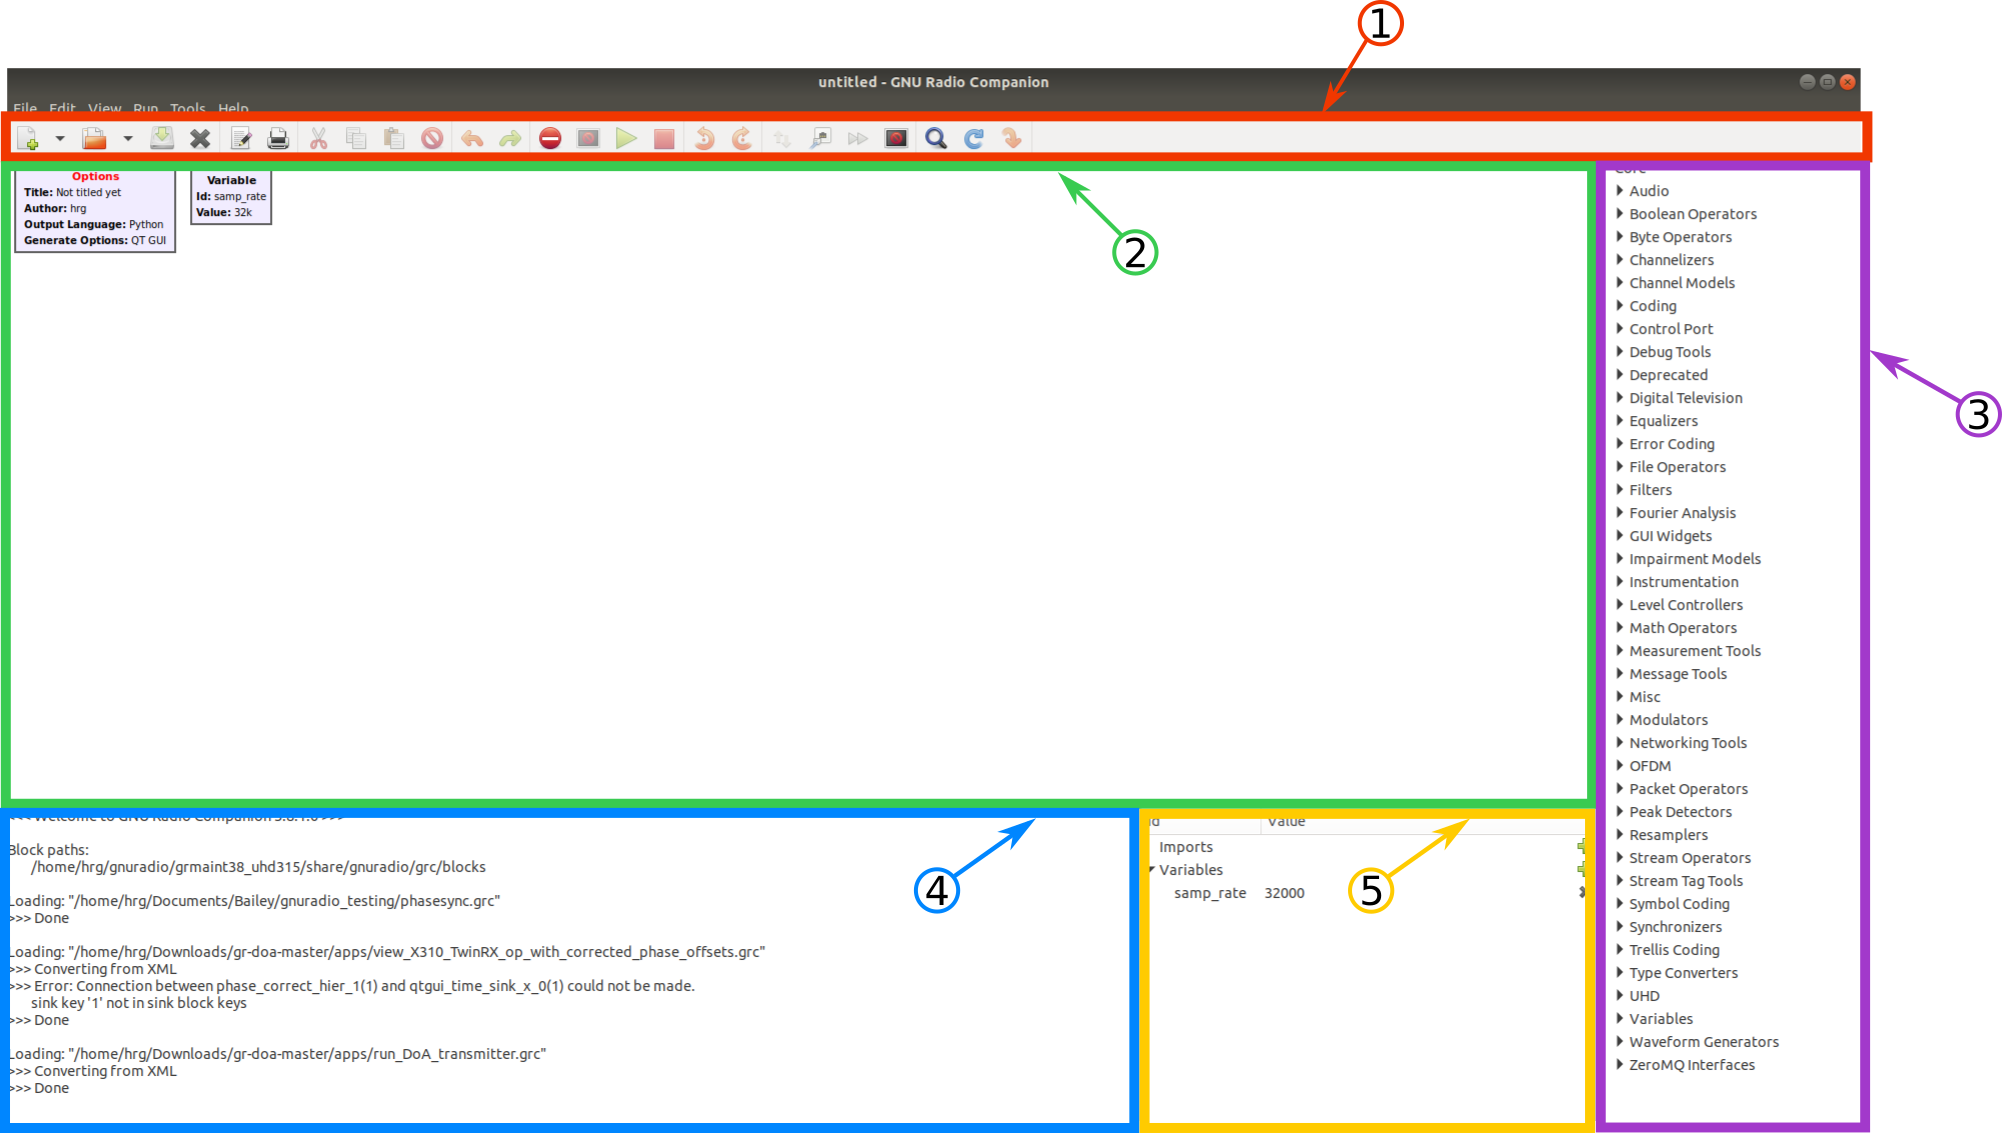 1
untitled - GNU Radio Companion
File Edit View Run Tools Help
Options
Title: Not titled yet
Author: hrg
Output Language: Python
Generate Options: QT GUI
Variable
Id: samp_rate
Value: 32k
2
Core
Audio
Boolean Operators
Byte Operators
Channelizers
Channel Models
Coding
Control Port
Debug Tools
Deprecated
Digital Television
Equalizers
Error Coding
File Operators
Filters
Fourier Analysis
GUI Widgets
Impairment Models
Instrumentation
Level Controllers
Math Operators
Measurement Tools
Message Tools
Misc
Modulators
Networking Tools
OFDM
Packet Operators
Peak Detectors
Resamplers
Stream Operators
Stream Tag Tools
Symbol Coding
Synchronizers
Trellis Coding
Type Converters
UHD
Variables
Waveform Generators
ZeroMQ Interfaces
3
<<< Welcome to GNU Radio Companion >>>
Block paths:
/home/hrg/gnuradio/grmaint38_uhd315/share/gnuradio/grc/blocks
Loading: "/home/hrg/Documents/Bailey/gnuradio_testing/phasesync.grc"
>>> Done
Loading: "/home/hrg/Downloads/gr-doa-master/apps/view_X310_TwinRX_op_with_corrected_phase_offsets.grc"
>>> Converting from XML
>>> Error: Connection between phase_correct_hier_1(1) and qtgui_time_sink_x_0(1) could not be made.
sink key '1' not in sink block keys
>>> Done
Loading: "/home/hrg/Downloads/gr-doa-master/apps/run_DoA_transmitter.grc"
>>> Converting from XML
>>> Done
4
Id Value
Imports
Variables
samp_rate 32000
5